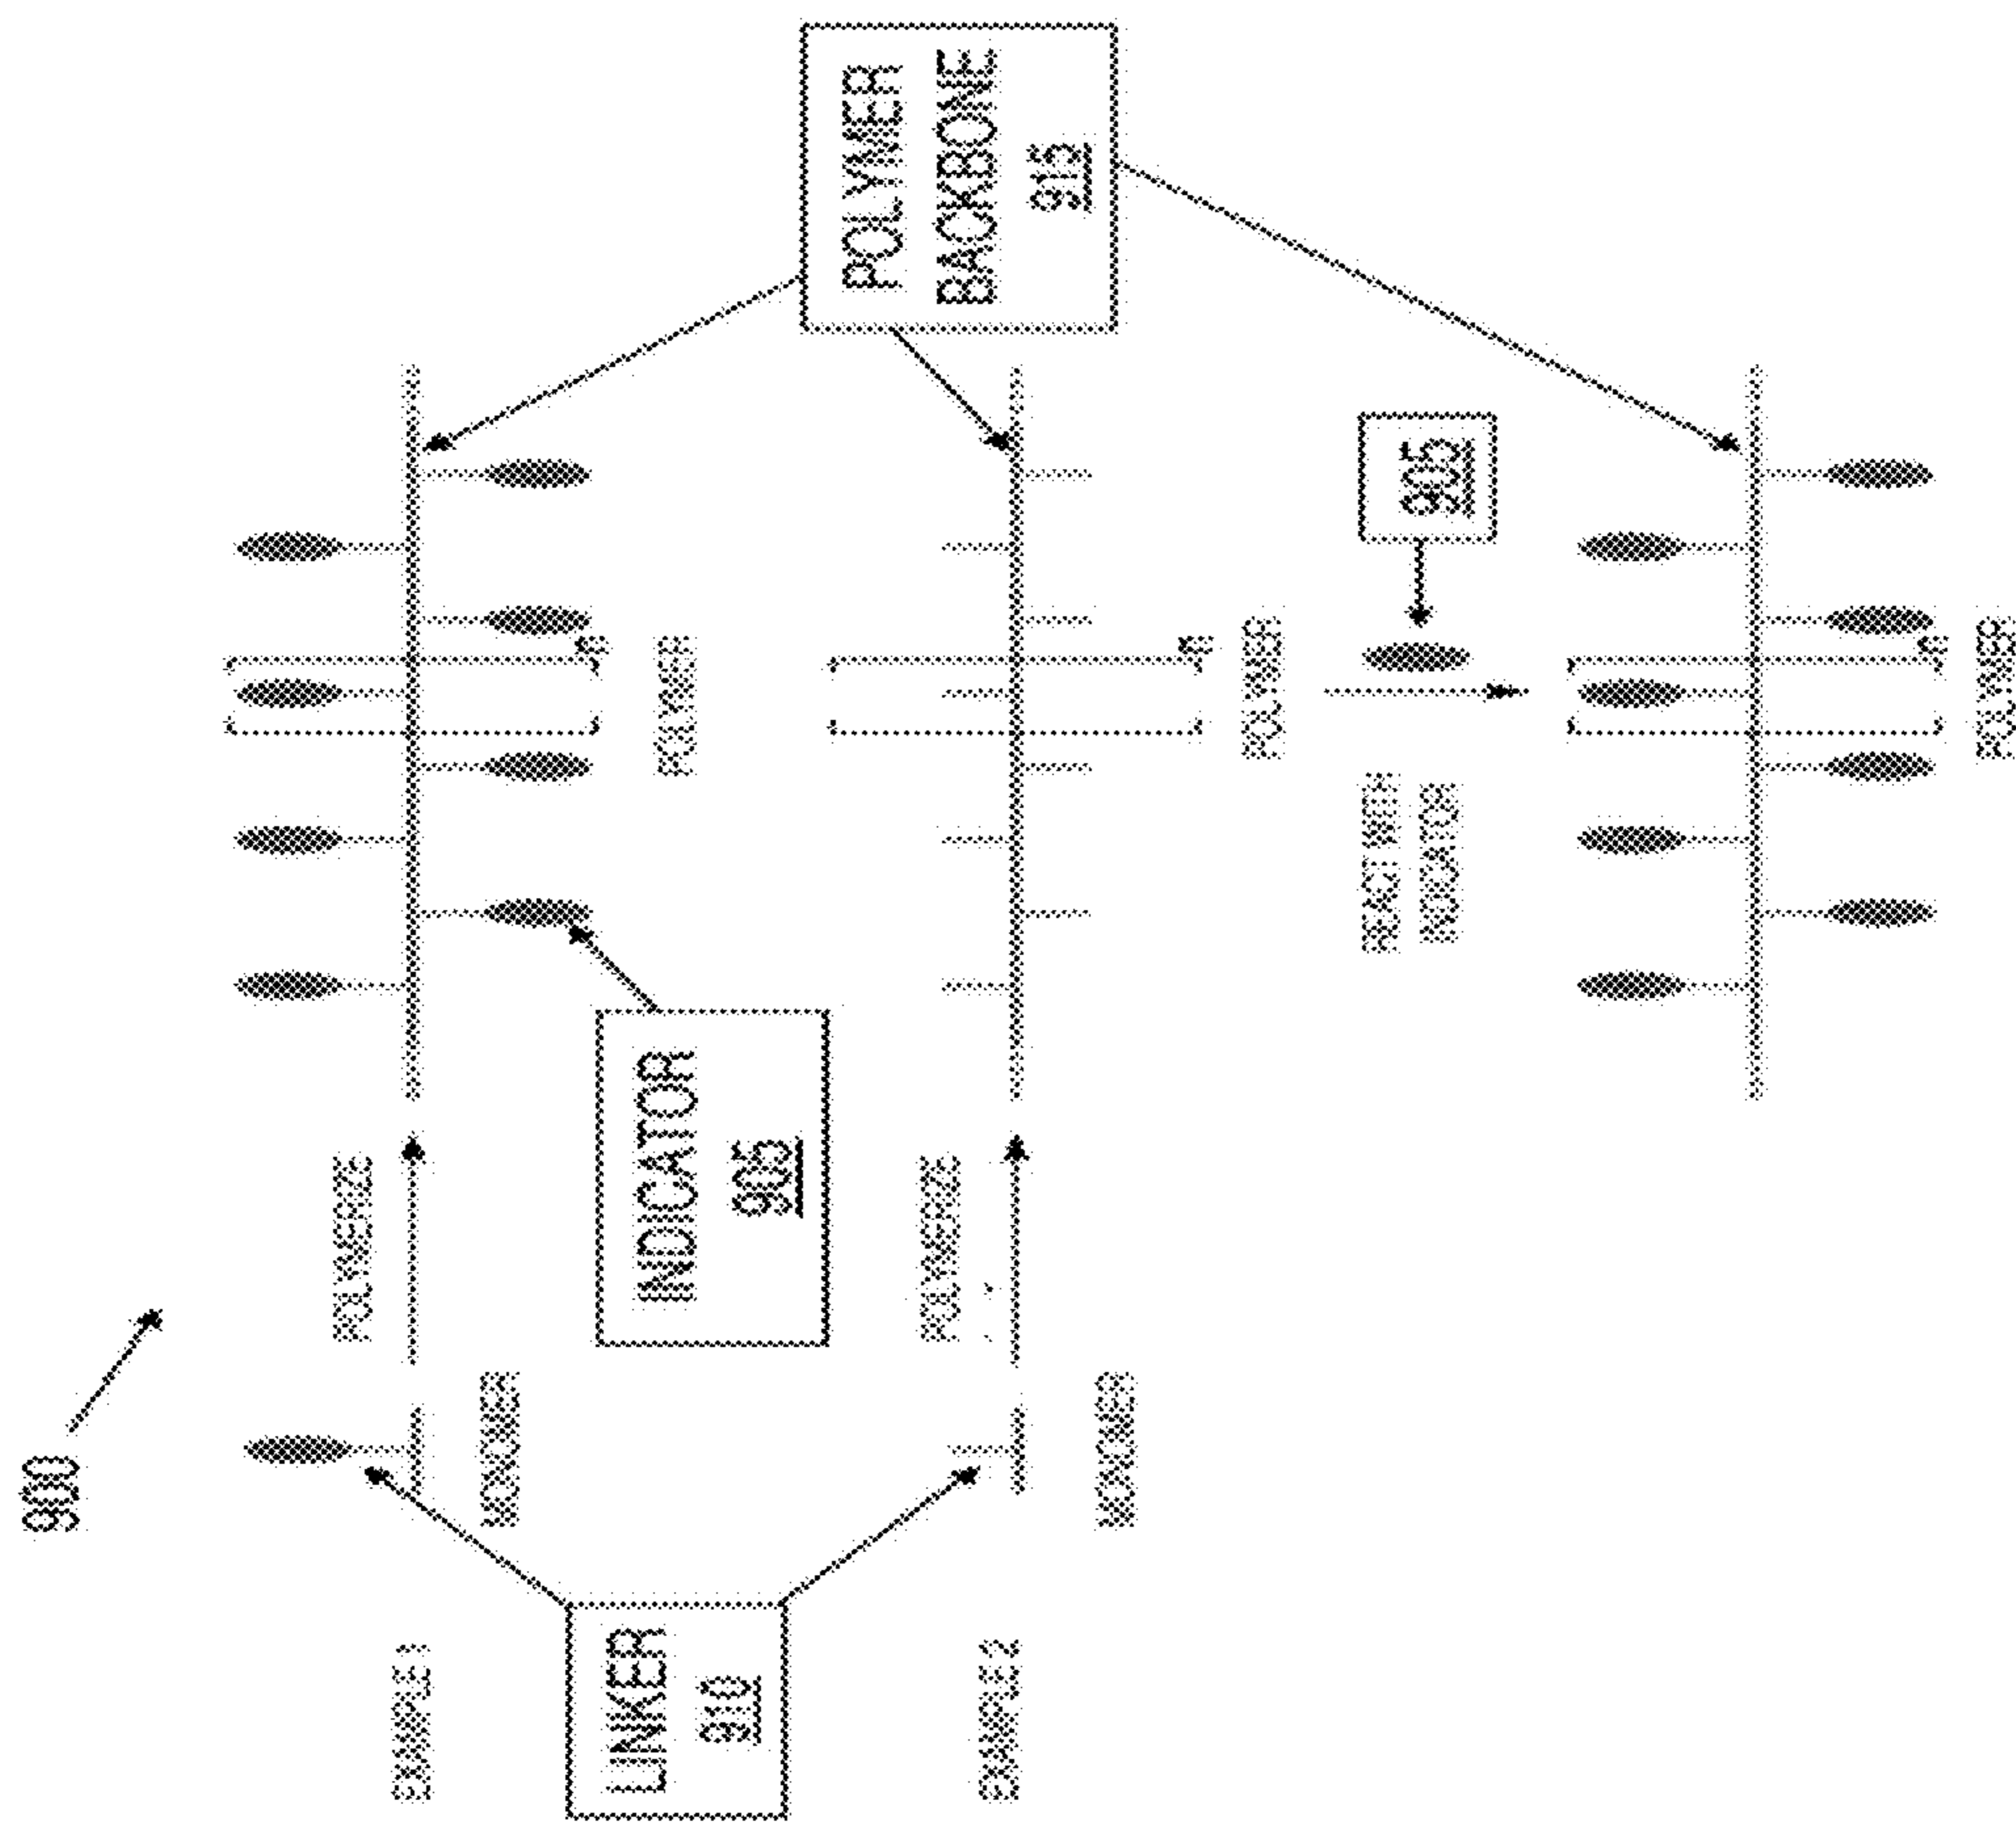 900
EXAMPLE 1
LINKER
910
EXAMPLE 2
MONOMER
POLYMERIZE
INDICATOR
905
MONOMER
POLYMERIZE
n
POLYMER
POLYMER
BACKBONE
915
n
POLYMER
REACT WITH
INDICATOR
905
n
POLYMER